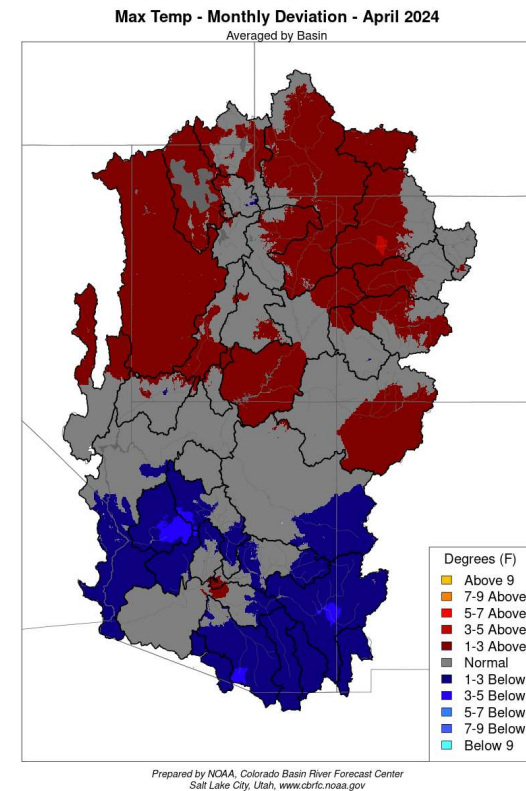 Max Temp - Monthly Deviation - April 2024
Averaged by Basin
Degrees (F)
Above 9
7-9 Above
5-7 Above
3-5 Above
1-3 Above
Normal
1-3 Below
3-5 Below
5-7 Below
7-9 Below
Below 9
Prepared by NOAA, Colorado Basin River Forecast Center
Salt Lake City, Utah, www.cbrfc.noaa.gov